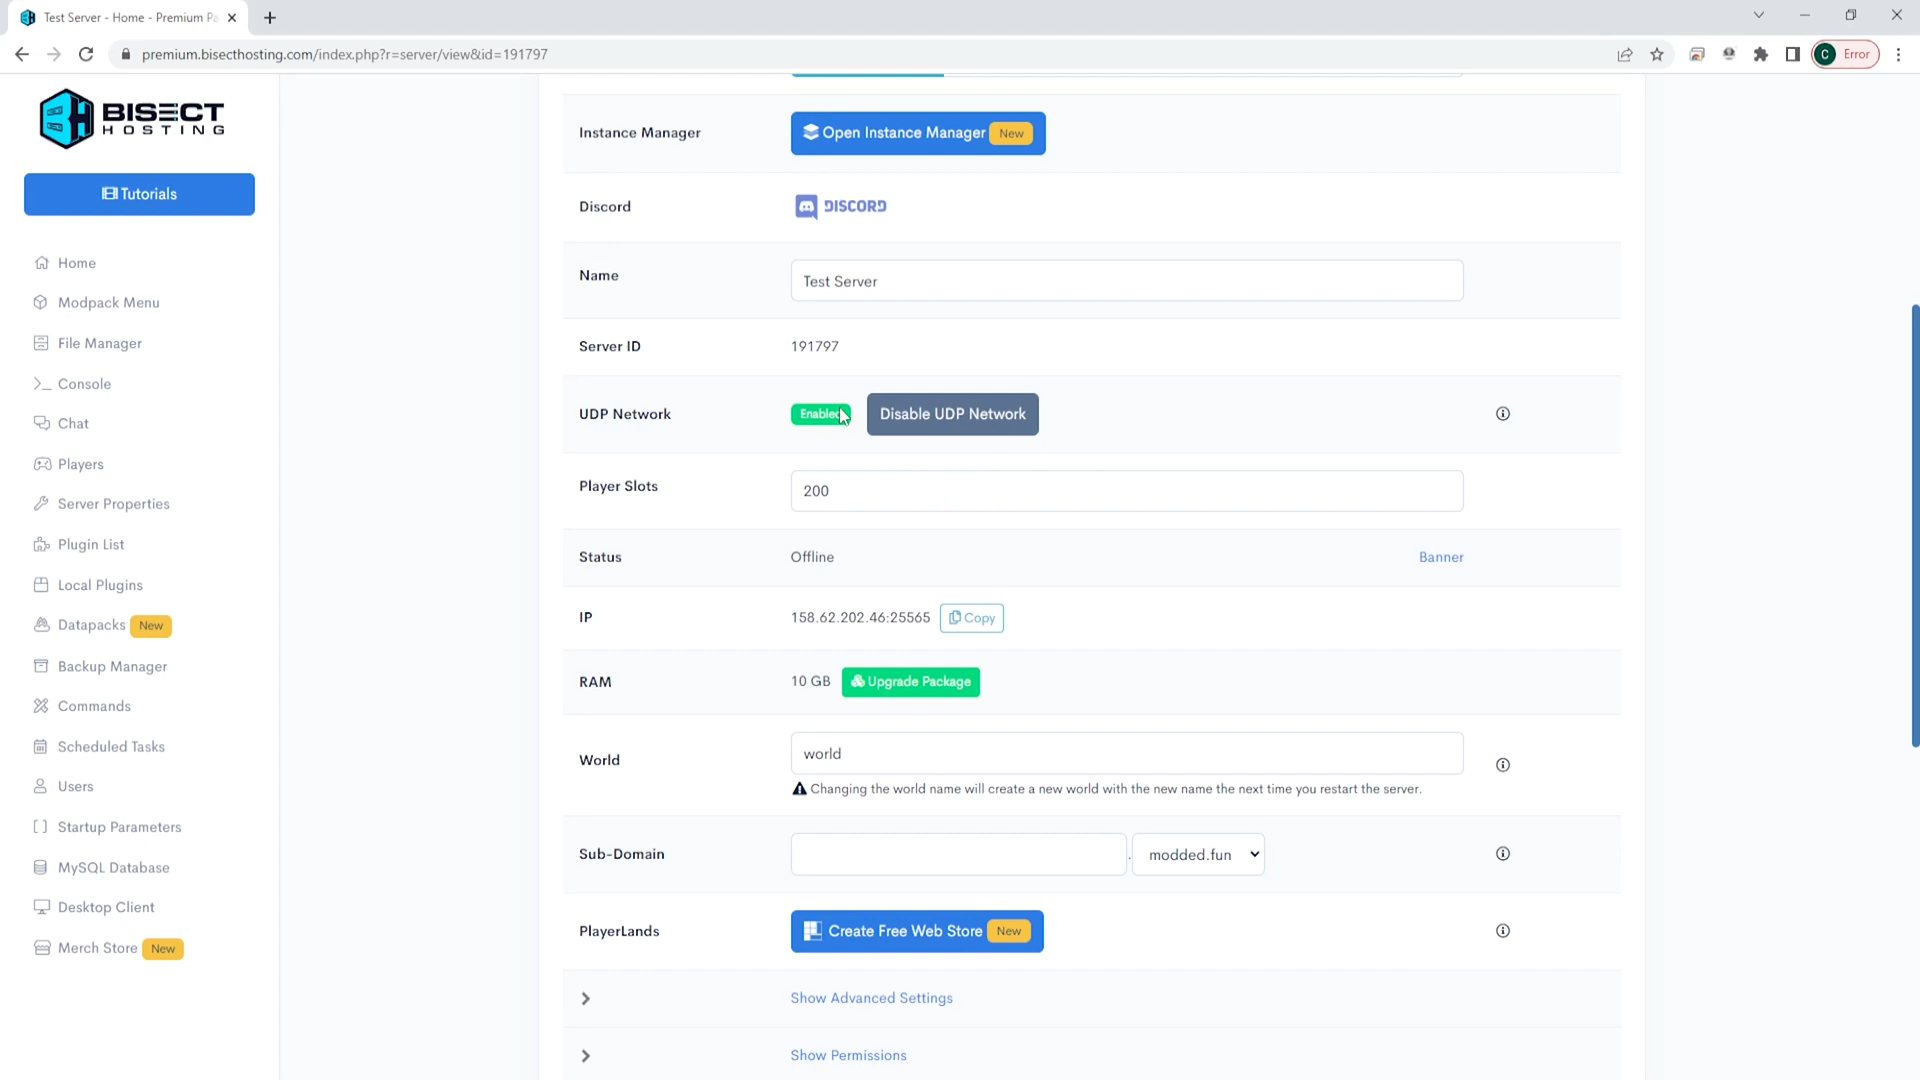 Test Server - Home - Premium Pa
premium.bisecthosting.com/index.php?r=server/view&id=191797
C Error
BISECT
HOSTING
Tutorials
Home
Modpack Menu
File Manager
Console
Chat
Players
Server Properties
Plugin List
Local Plugins
Datapacks New
Backup Manager
Commands
Scheduled Tasks
Users
Startup Parameters
MySQL Database
Desktop Client
Merch Store New
Instance Manager Open Instance Manager New
Discord DISCORD
Name Test Server
Server ID 191797
UDP Network Enabled Disable UDP Network
Player Slots 200
Status Offline Banner
IP 158.62.202.46:25565 Copy
RAM 10 GB Upgrade Package
World world
Changing the world name will create a new world with the new name the next time you restart the server.
Sub-Domain . modded.fun
PlayerLands Create Free Web Store New
Show Advanced Settings
Show Permissions